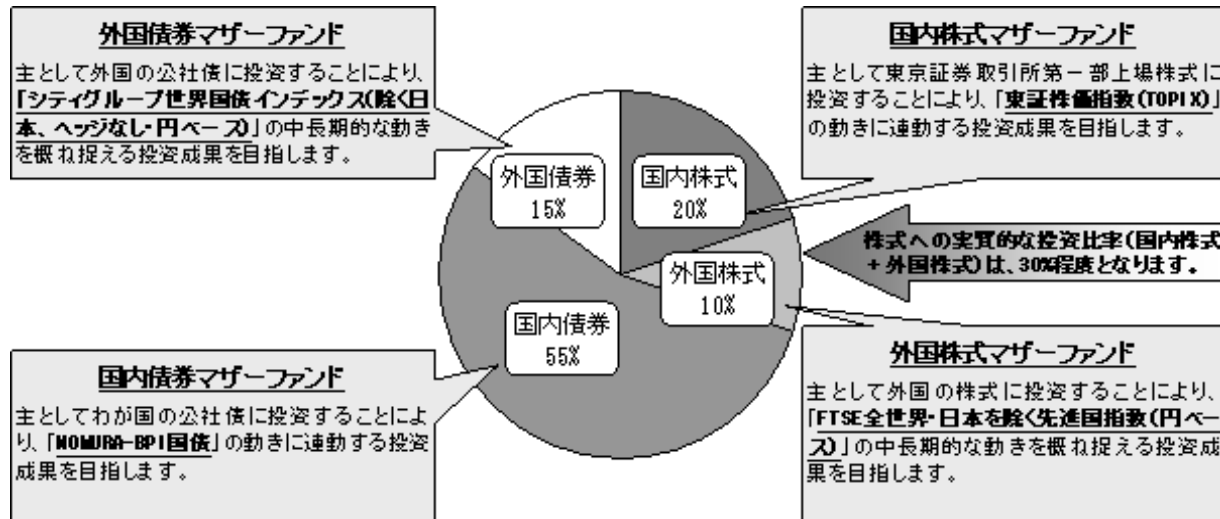 外国債券マザーファンド
主として外国の公社債に投資することにより、
「シティグループ世界国債インデックス(除く日
本、ヘッジなし・円ベース)」の中長期的な動き
を概ね捉える投資成果を目指します。
国内株式マザーファンド
主として東京証券取引所第一部上場株式に
投資することにより、「東証株価指数(TOPIX)」
の動きに連動する投資成果を目指します。
外国債券
15%
国内株式
20%
株式への実質的な投資比率(国内株式
+外国株式)は、30%程度となります。
外国株式
10%
国内債券
55%
国内債券マザーファンド
主としてわが国の公社債に投資することによ
り、「NOMURA-BPI国債」の動きに連動する投資
成果を目指します。
外国株式マザーファンド
主として外国の株式に投資することにより、
「FTSE全世界・日本を除く先進国指数(円ベー
ス)」の中長期的な動きを概ね捉える投資成
果を目指します。